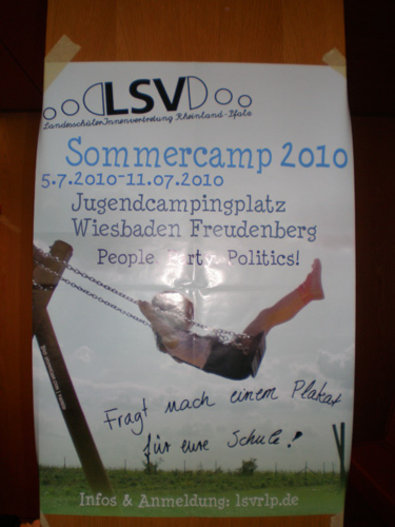 LSV
LandesschülerInnenvertretung Rheinland-Pfalz
Sommercamp 2010
5.7.2010-11.07.2010
Jugendcampingplatz
Wiesbaden Freudenberg
People Party Politics!
Fragt nach einem Plakat
für eure Schule!
Infos & Anmeldung: lsvrlp.de